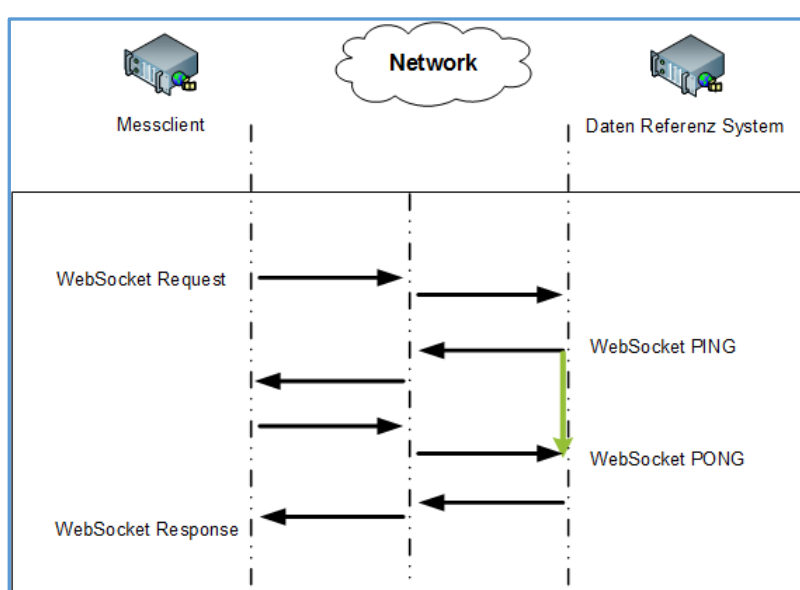 Network
Messclient
Daten Referenz System
WebSocket Request
WebSocket PING
WebSocket PONG
WebSocket Response